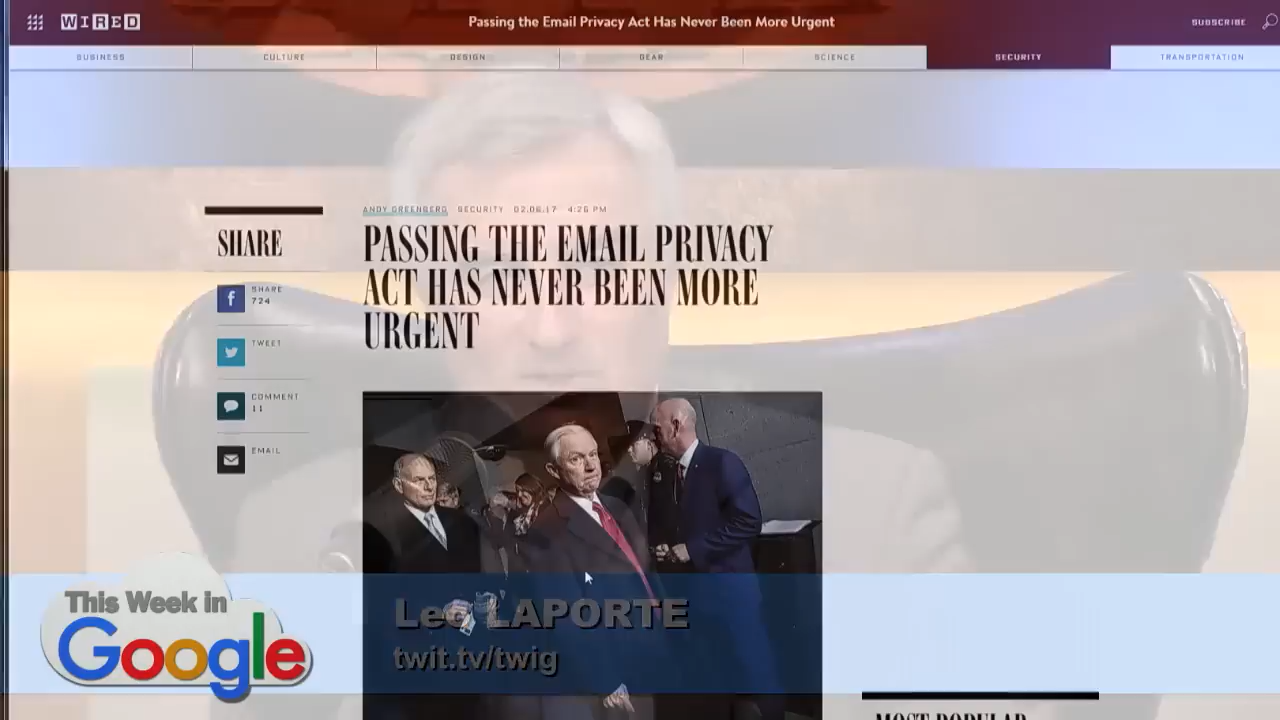 WIRED
Passing the Email Privacy Act Has Never Been More Urgent
SUBSCRIBE
BUSINESS
CULTURE
DESIGN
GEAR
SCIENCE
SECURITY
TRANSPORTATION
SHARE
SHARE
724
TWEET
COMMENT
11
EMAIL
ANDY GREENBERG SECURITY 02.06.17 4:26 PM
PASSING THE EMAIL PRIVACY
ACT HAS NEVER BEEN MORE
URGENT
This Week in
Google
Leo LAPORTE
twit.tv/twig
MOST POPULAR